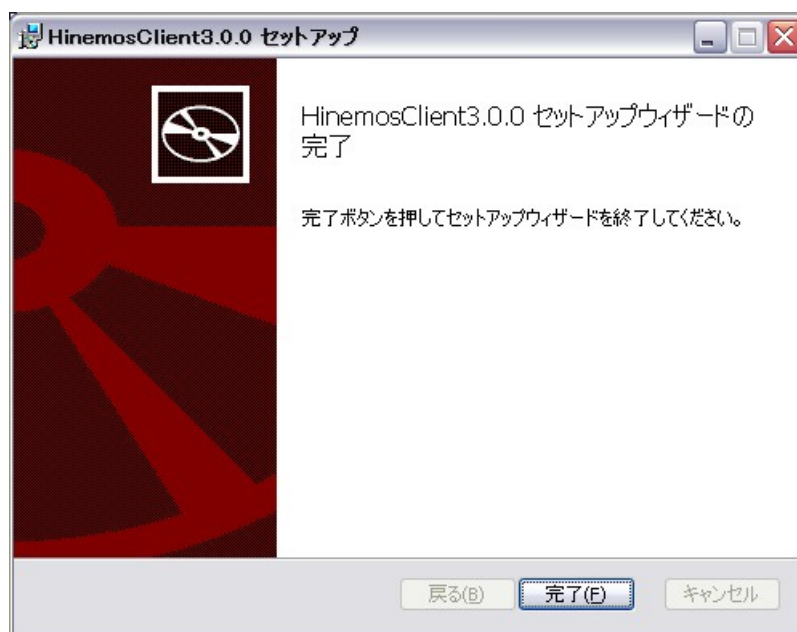 HinemosClient3.0.0 セットアップ
HinemosClient3.0.0 セットアップウィザードの
完了
完了ボタンを押してセットアップウィザードを終了してください。
戻る(B) 完了(F) キャンセル